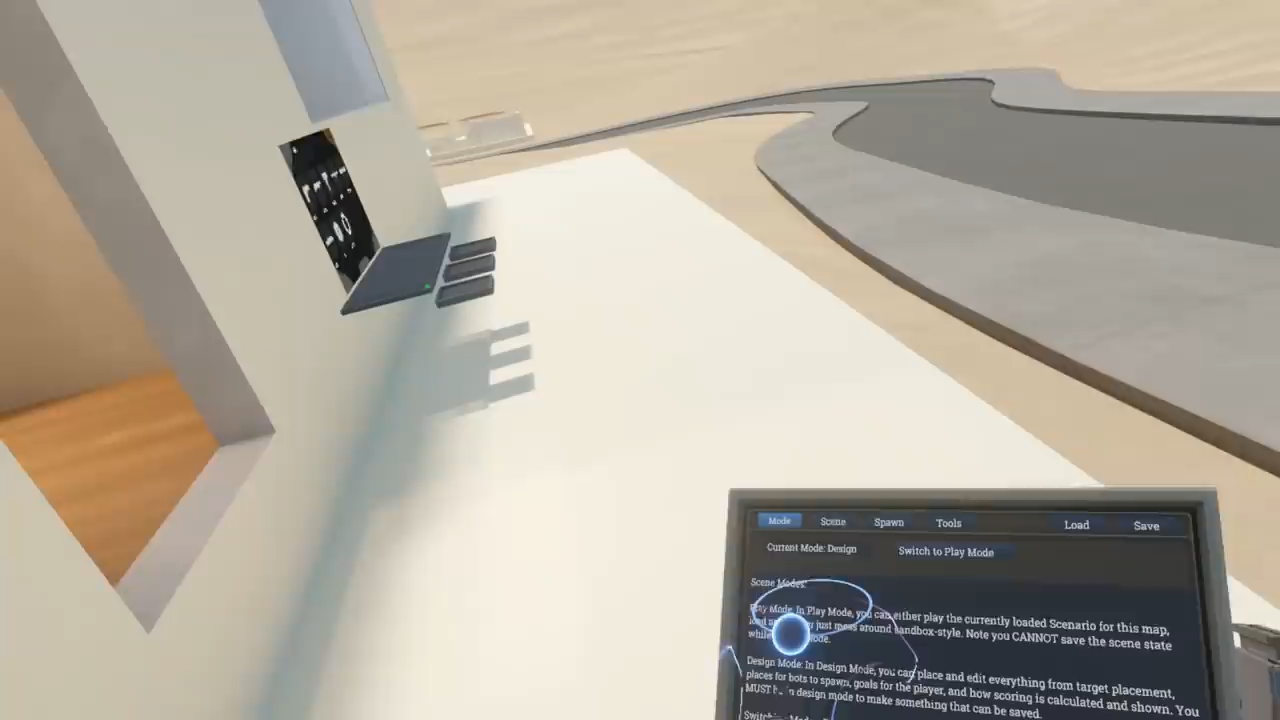 Mode Scene Spawn Tools Load Save
Current Mode: Design Switch to Play Mode
Scene Modes:
Play Mode: In Play Mode, you can either play the currently loaded Scenario for this map,
just mess around sandbox-style. Note you CANNOT save the scene state
while
Design Mode: In Design Mode, you can place and edit everything from target placement,
places for bots to spawn, goals for the player, and how scoring is calculated and shown. You
MUST be in design mode to make something that can be saved.